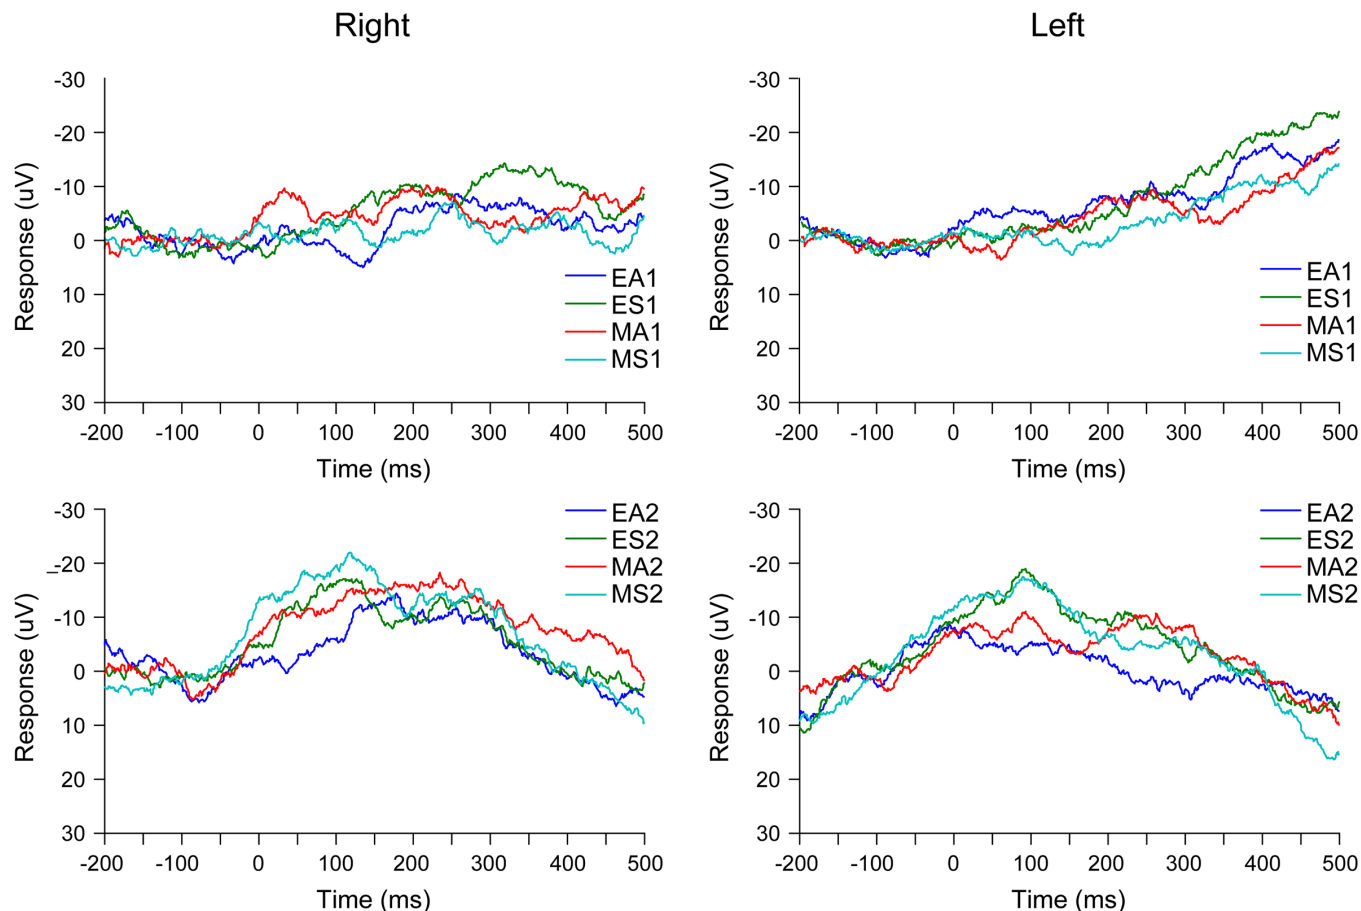 Right
Left
-30
-20
-10
0
10
20
30
Response (uV)
EA1
ES1
MA1
MS1
-200
-100
0
100
200
300
400
500
Time (ms)
-30
-20
-10
0
10
20
30
Response (uV)
EA1
ES1
MA1
MS1
-200
-100
0
100
200
300
400
500
Time (ms)
-30
–20
-10
0
10
20
30
Response (uV)
EA2
ES2
MA2
MS2
-200
-100
0
100
200
300
400
500
Time (ms)
-30
-20
-10
0
10
20
30
Response (uV)
EA2
ES2
MA2
MS2
-200
-100
0
100
200
300
400
500
Time (ms)